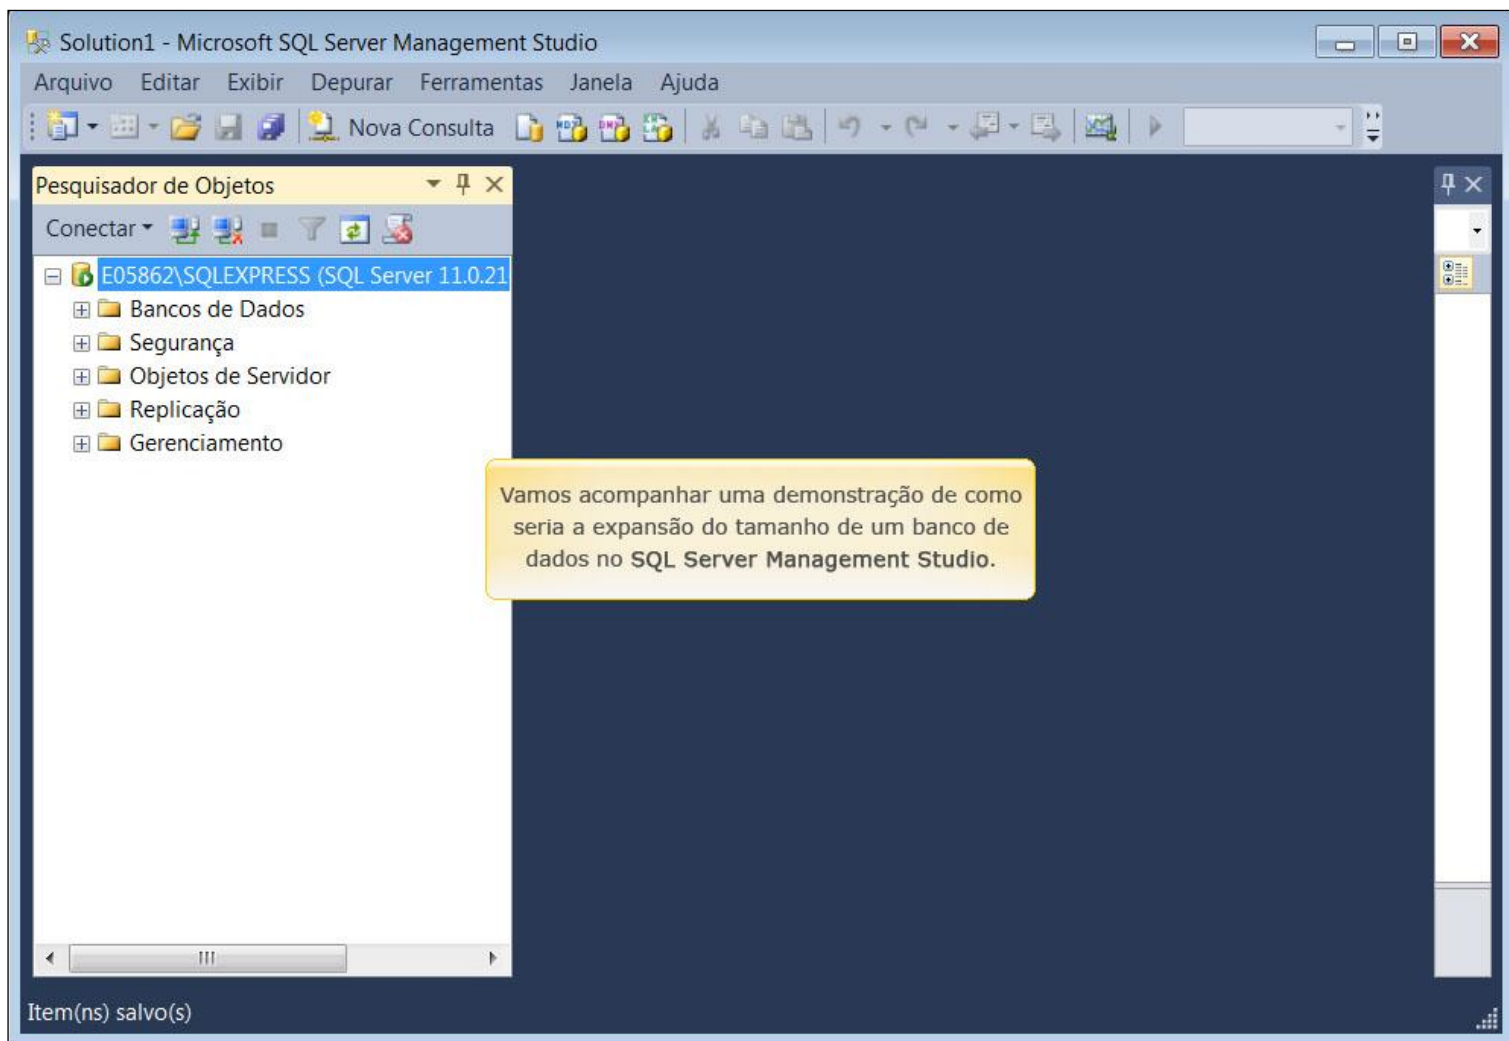 Solution1 - Microsoft SQL Server Management Studio
Arquivo Editar Exibir Depurar Ferramentas Janela Ajuda
Nova Consulta
Pesquisador de Objetos
Conectar
E05862\SQLEXPRESS (SQL Server 11.0.21
Bancos de Dados
Segurança
Objetos de Servidor
Replicação
Gerenciamento
Vamos acompanhar uma demonstração de como
seria a expansão do tamanho de um banco de
dados no SQL Server Management Studio.
Item(ns) salvo(s)